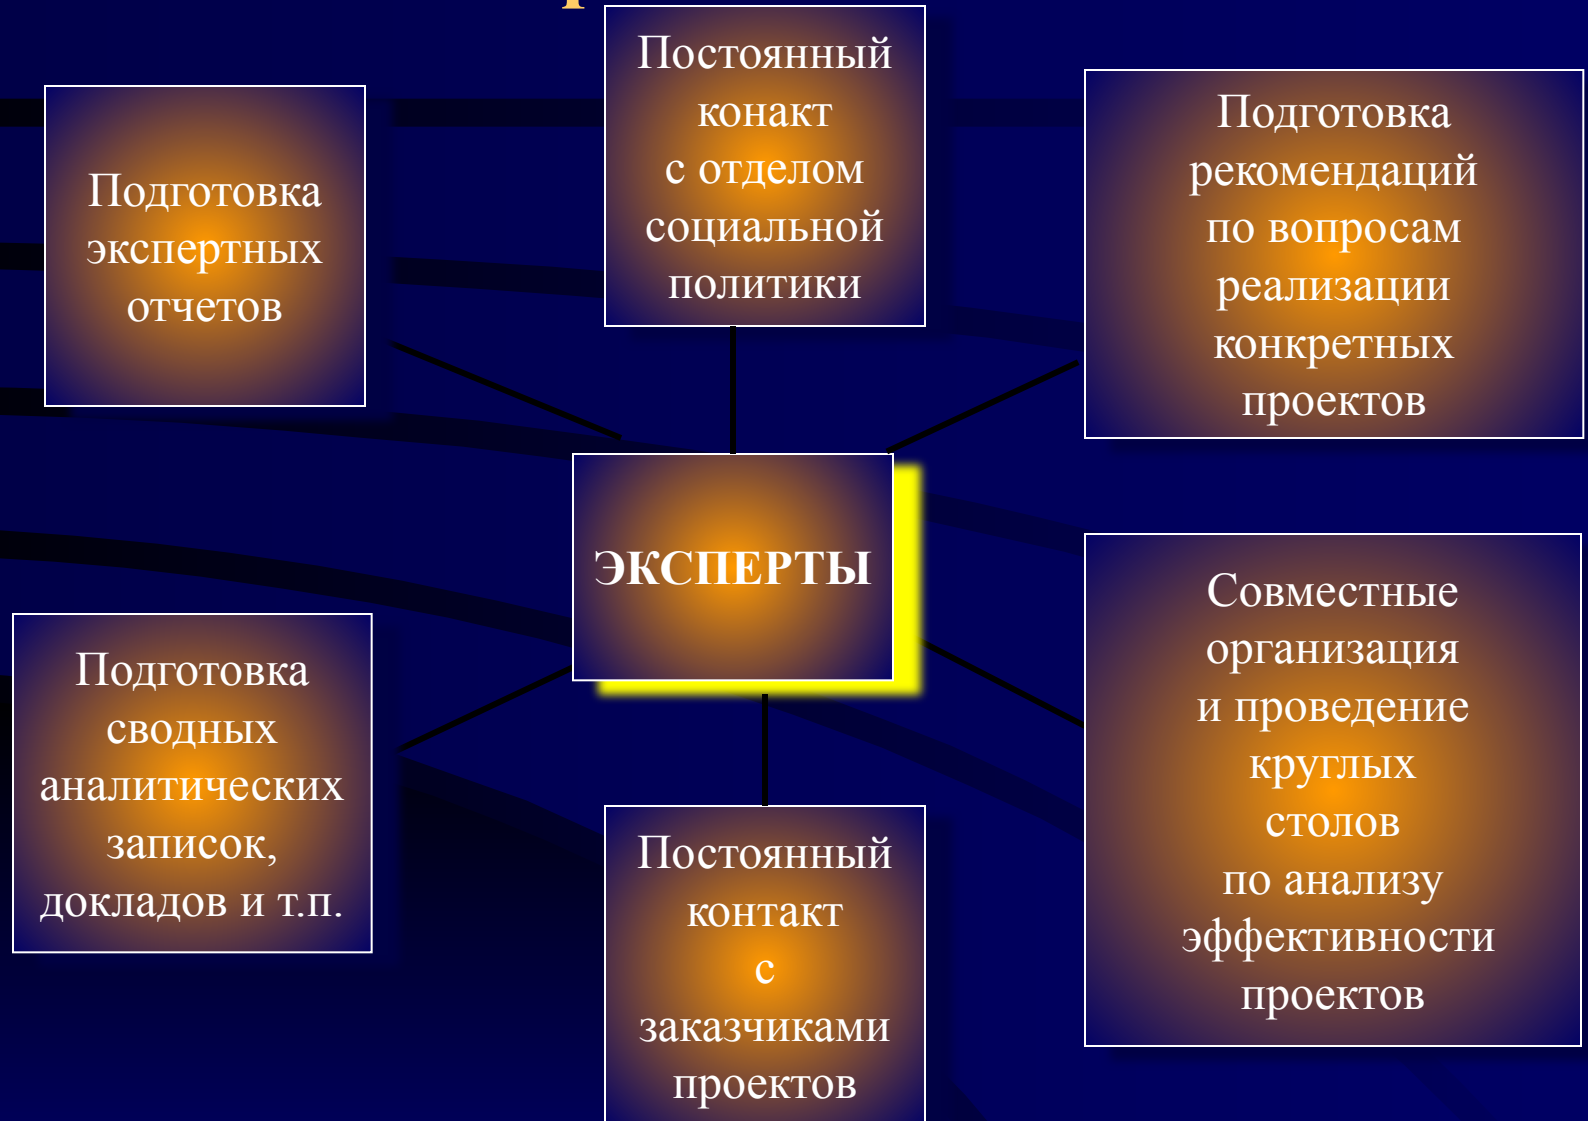 Постоянный
конакт
с отделом
социальной
политики
Подготовка
экспертных
отчетов
Подготовка
рекомендаций
по вопросам
реализации
конкретных
проектов
ЭКСПЕРТЫ
Подготовка
сводных
аналитических
записок,
докладов и т.п.
Постоянный
контакт
с
заказчиками
проектов
Совместные
организация
и проведение
круглых
столов
по анализу
эффективности
проектов